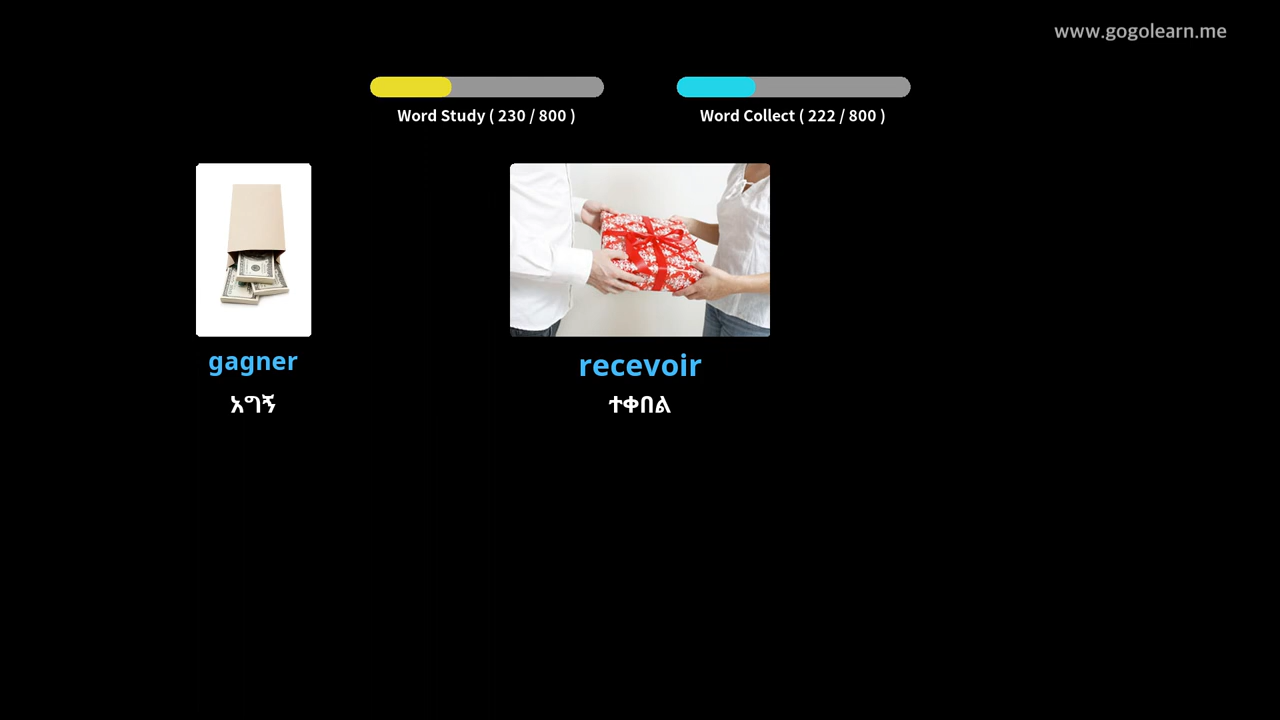 www.gogolearn.me
Word Study ( 230 / 800 )
Word Collect ( 222 / 800 )
gagner
አግኝ
recevoir
ተቀበል